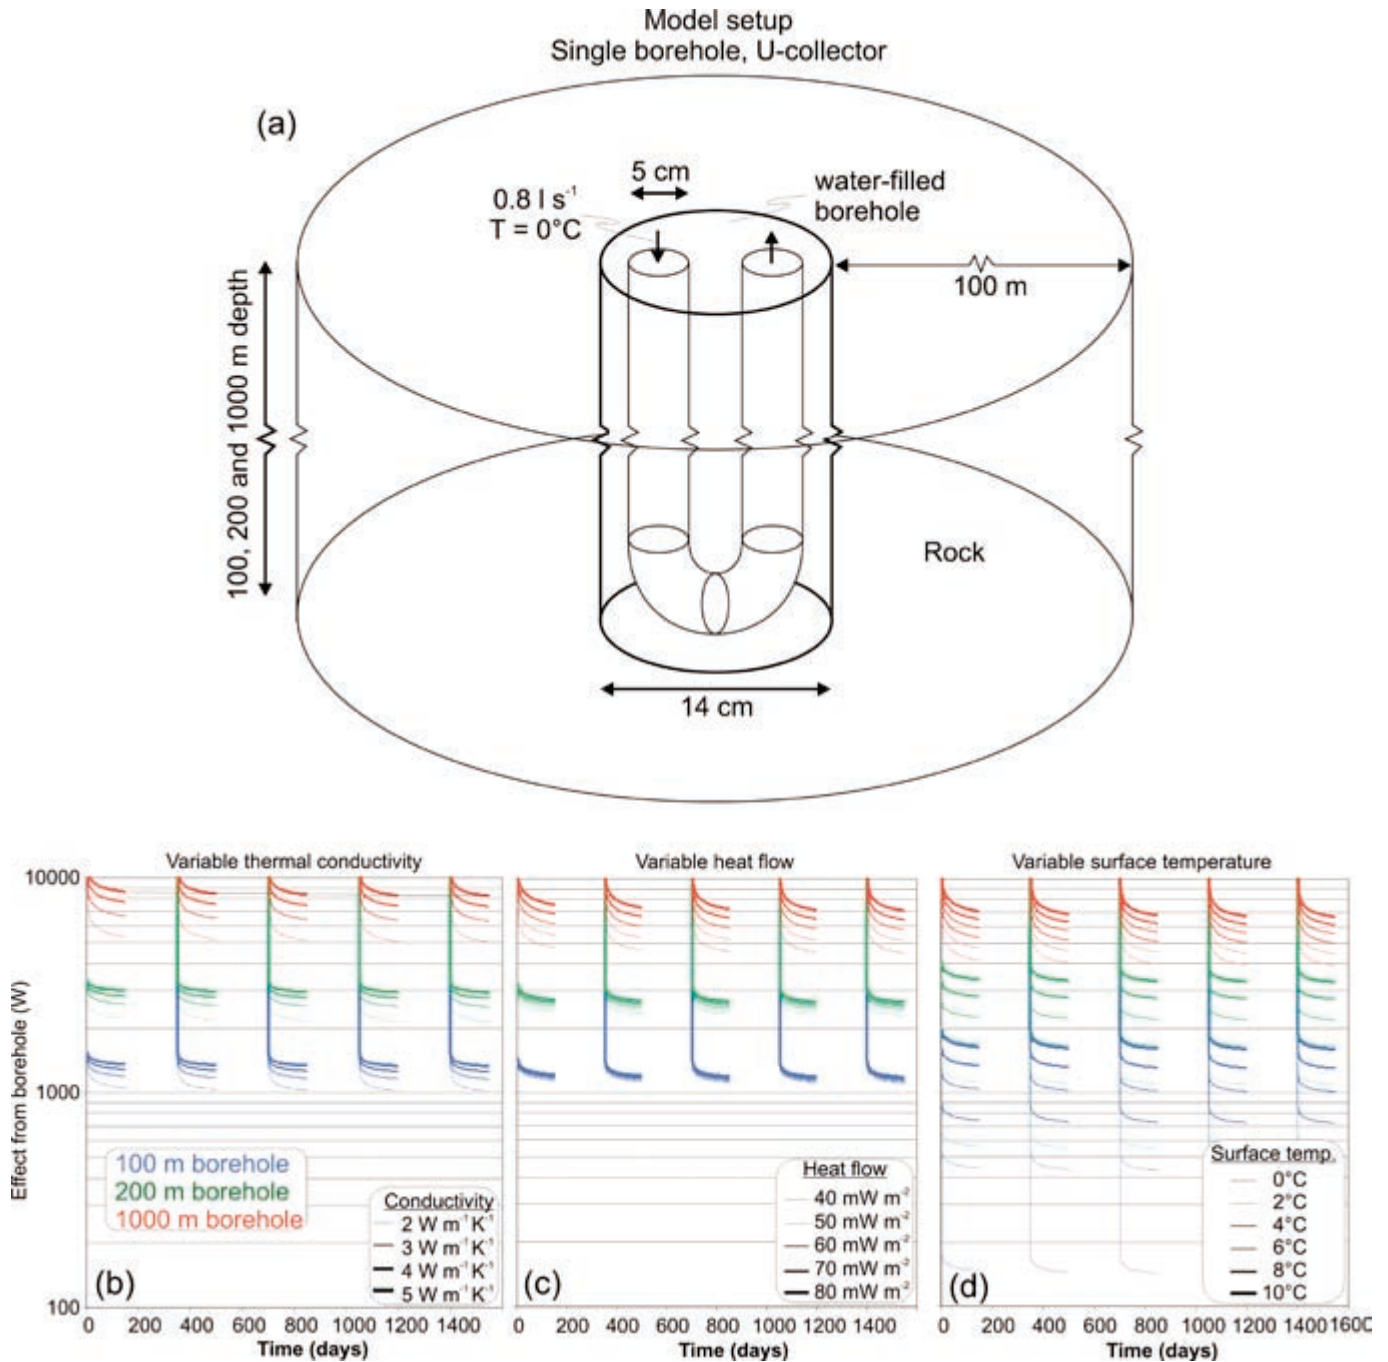 Model setup
Single borehole, U-collector
(a)
5 cm
0.8 l s⁻¹
T = 0°C
water-filled
borehole
100 m
100, 200 and 1000 m depth
Rock
14 cm
Variable thermal conductivity
Variable heat flow
Variable surface temperature
Effect from borehole (W)
10000
1000
100
100 m borehole
200 m borehole
1000 m borehole
Conductivity
2 W m⁻¹ K⁻¹
3 W m⁻¹ K⁻¹
4 W m⁻¹ K⁻¹
5 W m⁻¹ K⁻¹
(b)
0 200 400 600 800 1000 1200 1400
Time (days)
Heat flow
40 mW m⁻²
50 mW m⁻²
60 mW m⁻²
70 mW m⁻²
80 mW m⁻²
(c)
0 200 400 600 800 1000 1200 1400
Time (days)
Surface temp.
0°C
2°C
4°C
6°C
8°C
10°C
(d)
0 200 400 600 800 1000 1200 1400 1600
Time (days)